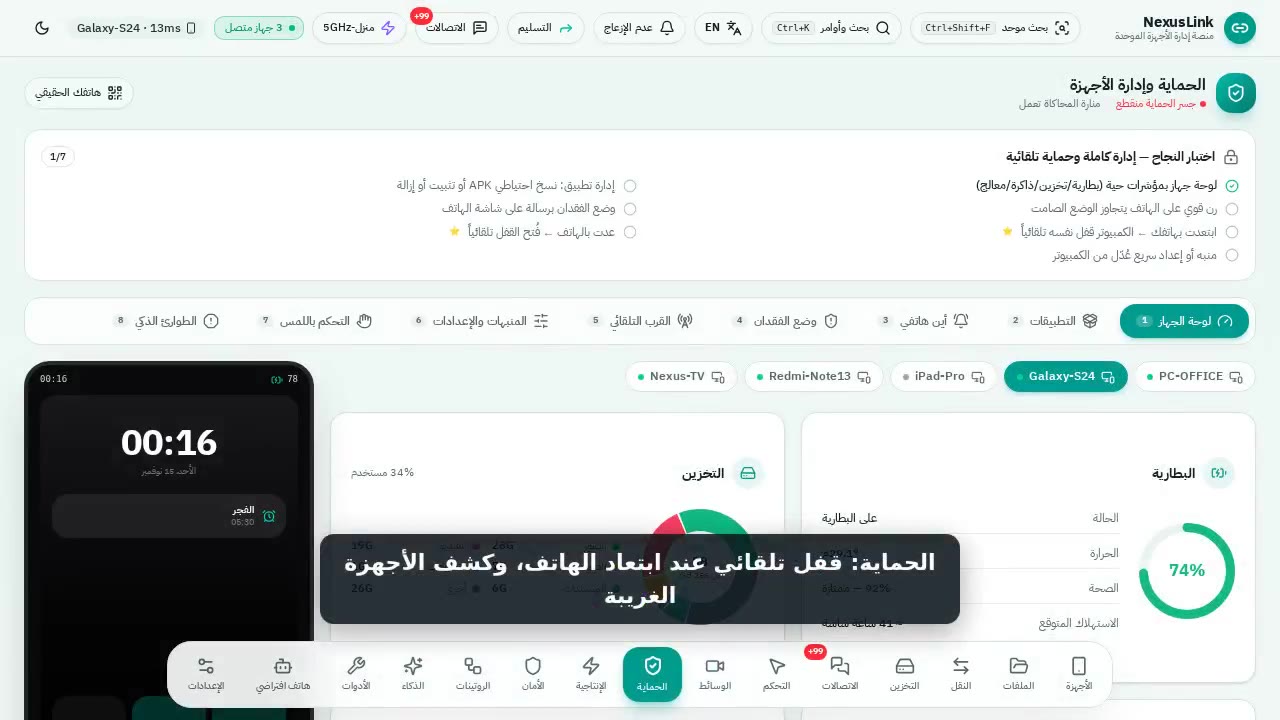 NexusLink
منصة إدارة الأجهزة الموحدة
بحث موحد Ctrl+Shift+F
بحث وأوامر Ctrl+K
EN
عدم الإزعاج
التسليم
الاتصالات
99+
منزل-5GHz
3 جهاز متصل
Galaxy-S24 · 13ms
الحماية وإدارة الأجهزة
جسر الحماية منقطع
منارة المحاكاة تعمل
هاتفك الحقيقي
اختبار النجاح — إدارة كاملة وحماية تلقائية
1/7
لوحة جهاز بمؤشرات حية (بطارية/تخزين/ذاكرة/معالج)
إدارة تطبيق: نسخ احتياطي APK أو تثبيت أو إزالة
رن قوي على الهاتف يتجاوز الوضع الصامت
وضع الفقدان برسالة على شاشة الهاتف
ابتعدت بهاتفك ← الكمبيوتر قفل نفسه تلقائياً ⭐
عدت بالهاتف ← فُتح القفل تلقائياً ⭐
منبه أو إعداد سريع عُدّل من الكمبيوتر
لوحة الجهاز 1
التطبيقات 2
أين هاتفي 3
وضع الفقدان 4
القرب التلقائي 5
المنبهات والإعدادات 6
التحكم باللمس 7
الطوارئ الذكي 8
PC-OFFICE
Galaxy-S24
iPad-Pro
Redmi-Note13
Nexus-TV
البطارية
74%
الحالة
على البطارية
الحرارة
الصحة
92% — ممتازة
الاستهلاك المتوقع
التخزين
34% مستخدم
26G
6G
00:16
78
00:16
الأحد، 15 نوفمبر
الفجر
05:30
الحماية: قفل تلقائي عند ابتعاد الهاتف، وكشف الأجهزة
الغريبة
الأجهزة
الملفات
النقل
التخزين
الاتصالات
99+
التحكم
الوسائط
الحماية
الإنتاجية
الأمان
الروتينات
الذكاء
الأدوات
هاتف افتراضي
الإعدادات